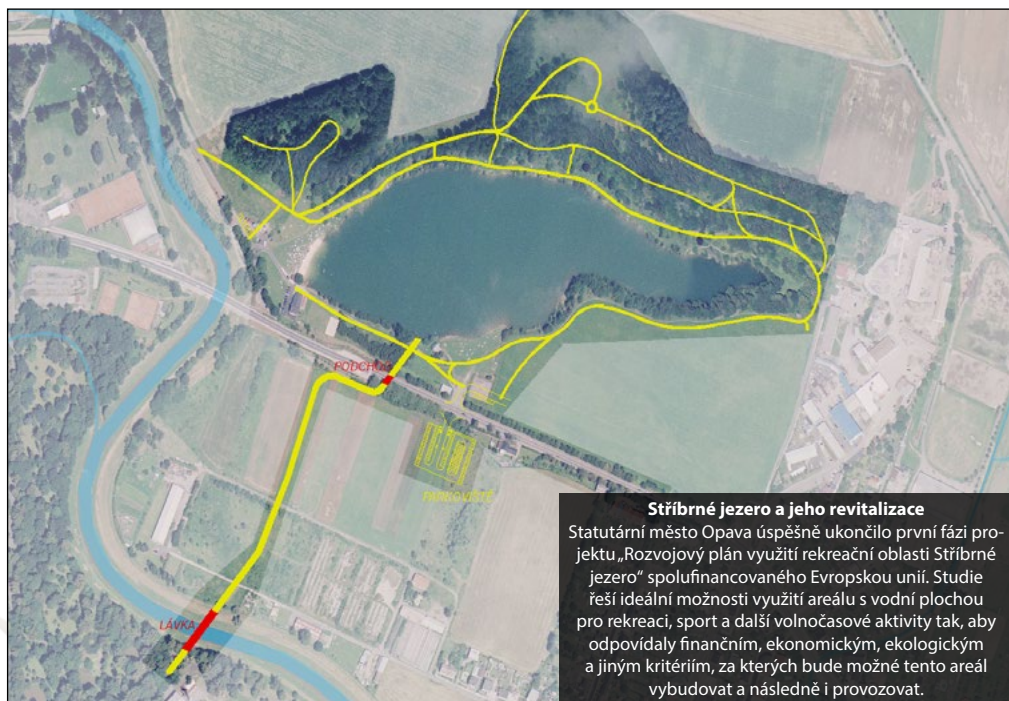 PODCHOD
PARKOVIŠTĚ
LÁVKA
Stříbrné jezero a jeho revitalizace
Statutární město Opava úspěšně ukončilo první fázi pro-
jektu „Rozvojový plán využití rekreační oblasti Stříbrné
jezero“ spolufinancovaného Evropskou unií. Studie
řeší ideální možnosti využití areálu s vodní plochou
pro rekreaci, sport a další volnočasové aktivity tak, aby
odpovídaly finančním, ekonomickým, ekologickým
a jiným kritériím, za kterých bude možné tento areál
vybudovat a následně i provozovat.